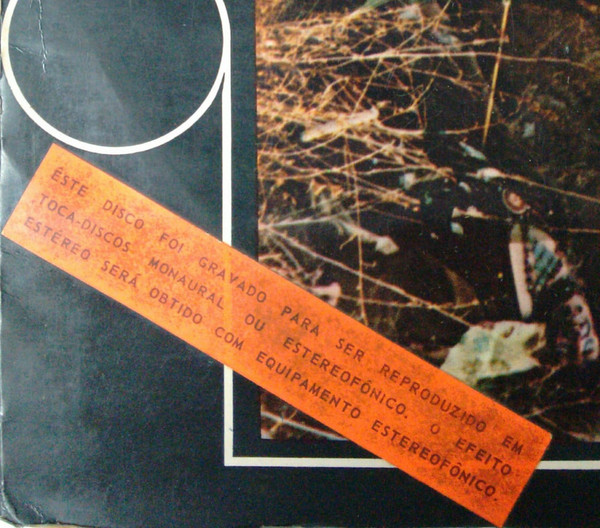 ÊSTE DISCO FOI GRAVADO PARA SER REPRODUZIDO EM
TOCA-DISCOS MONAURAL OU ESTEREOFÔNICO. O EFEITO
ESTÉREO SERÁ OBTIDO COM EQUIPAMENTO ESTEREOFÔNICO.